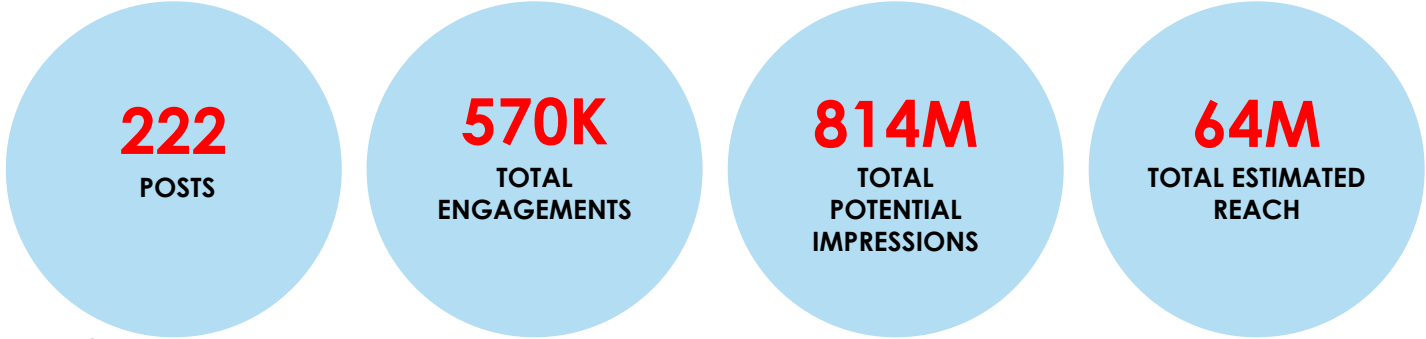 222
POSTS
570K
TOTAL
ENGAGEMENTS
814M
TOTAL
POTENTIAL
IMPRESSIONS
64M
TOTAL ESTIMATED
REACH